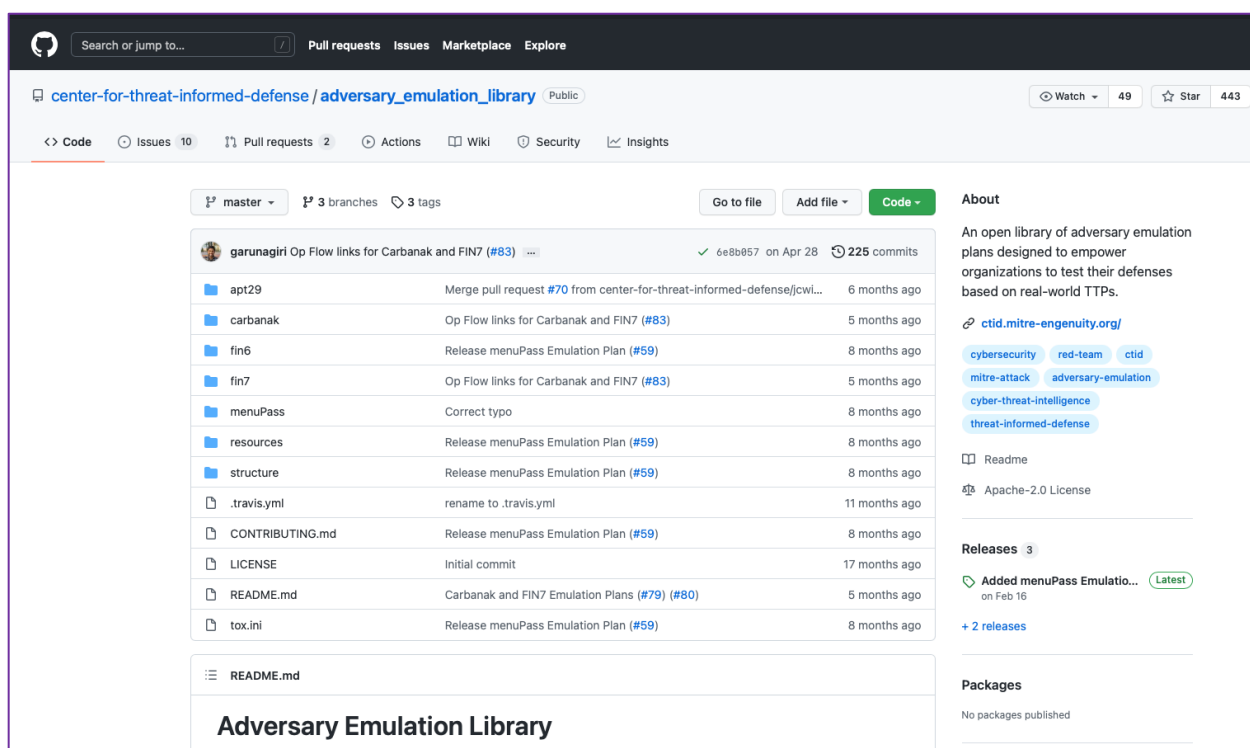 Search or jump to... / Pull requests Issues Marketplace Explore
center-for-threat-informed-defense / adversary_emulation_library Public
Watch 49 Star 443
Code Issues 10 Pull requests 2 Actions Wiki Security Insights
master 3 branches 3 tags Go to file Add file Code
garunagiri Op Flow links for Carbanak and FIN7 (#83) ... 6e8b057 on Apr 28 225 commits
apt29 Merge pull request #70 from center-for-threat-informed-defense/jcwi... 6 months ago
carbanak Op Flow links for Carbanak and FIN7 (#83) 5 months ago
fin6 Release menuPass Emulation Plan (#59) 8 months ago
fin7 Op Flow links for Carbanak and FIN7 (#83) 5 months ago
menuPass Correct typo 8 months ago
resources Release menuPass Emulation Plan (#59) 8 months ago
structure Release menuPass Emulation Plan (#59) 8 months ago
.travis.yml rename to .travis.yml 11 months ago
CONTRIBUTING.md Release menuPass Emulation Plan (#59) 8 months ago
LICENSE Initial commit 17 months ago
README.md Carbanak and FIN7 Emulation Plans (#79) (#80) 5 months ago
tox.ini Release menuPass Emulation Plan (#59) 8 months ago
README.md
Adversary Emulation Library
About
An open library of adversary emulation
plans designed to empower
organizations to test their defenses
based on real-world TTPs.
ctid.mitre-engenuity.org/
cybersecurity red-team ctid
mitre-attack adversary-emulation
cyber-threat-intelligence
threat-informed-defense
Readme
Apache-2.0 License
Releases 3
Added menuPass Emulatio... Latest
on Feb 16
+ 2 releases
Packages
No packages published